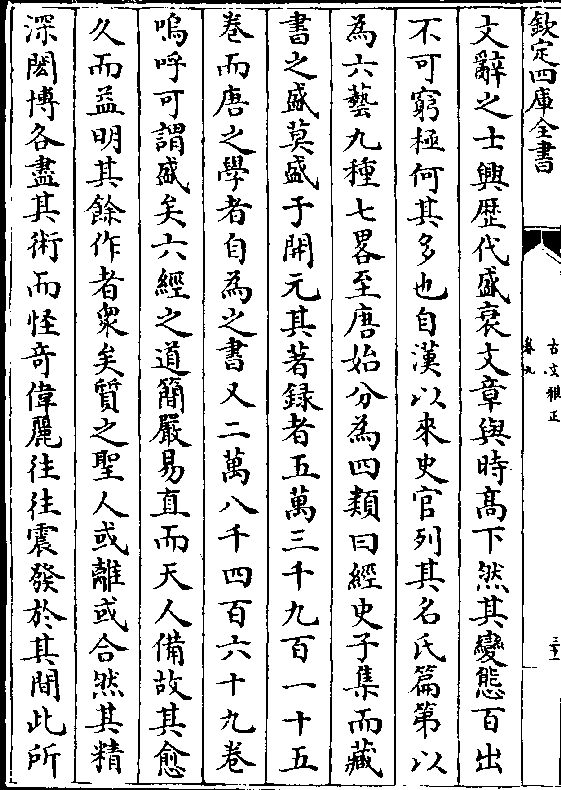 欽定四庫全書
古文雅正
卷九
三十一
文辭之士興歴代盛衰文章與時髙下然其變態百出
不可窮極何其多也自漢以來史官列其名氏篇第以
為六藝九種七畧至唐始分為四類曰經史子集而藏
書之盛莫盛于開元其著録者五萬三千九百一十五
卷而唐之學者自為之書又二萬八千四百六十九卷
嗚呼可謂盛矣六經之道簡嚴易直而天人備故其愈
久而益明其餘作者衆矣質之聖人或離或合然其精
深閎博各盡其術而怪奇偉麗往往震發於其間此所